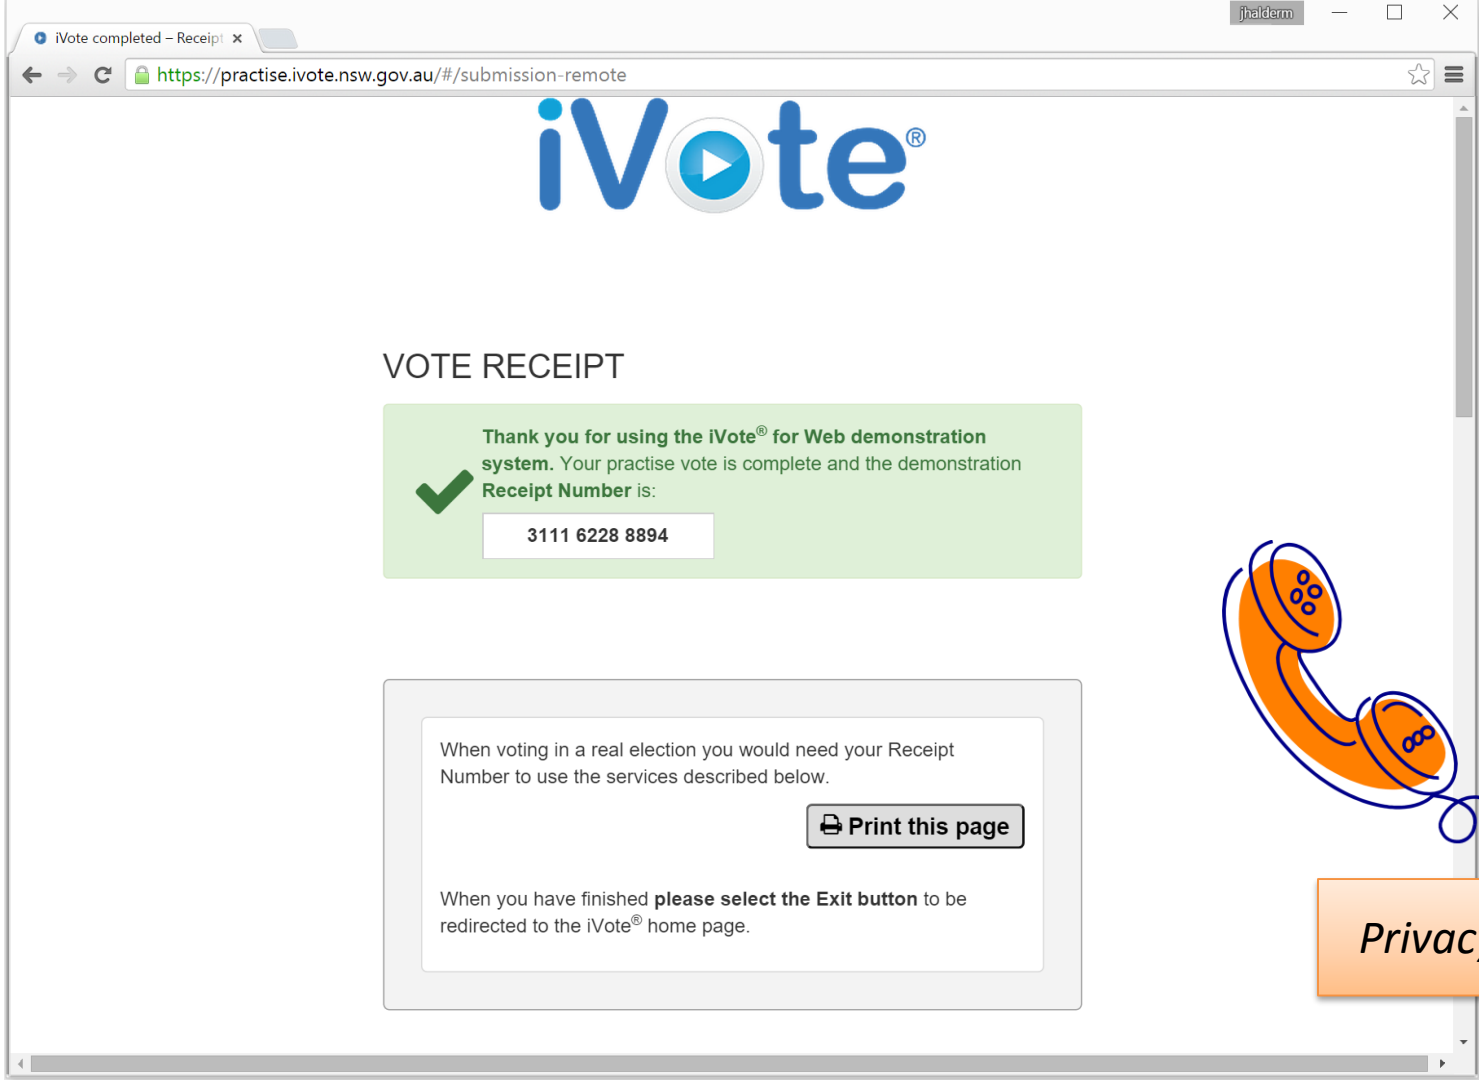 jhalderm
iVote completed – Receipt
https://practise.ivote.nsw.gov.au/#/submission-remote
iVote®
VOTE RECEIPT
Thank you for using the iVote® for Web demonstration
system. Your practise vote is complete and the demonstration
Receipt Number is:
3111 6228 8894
When voting in a real election you would need your Receipt
Number to use the services described below.
Print this page
When you have finished please select the Exit button to be
redirected to the iVote® home page.